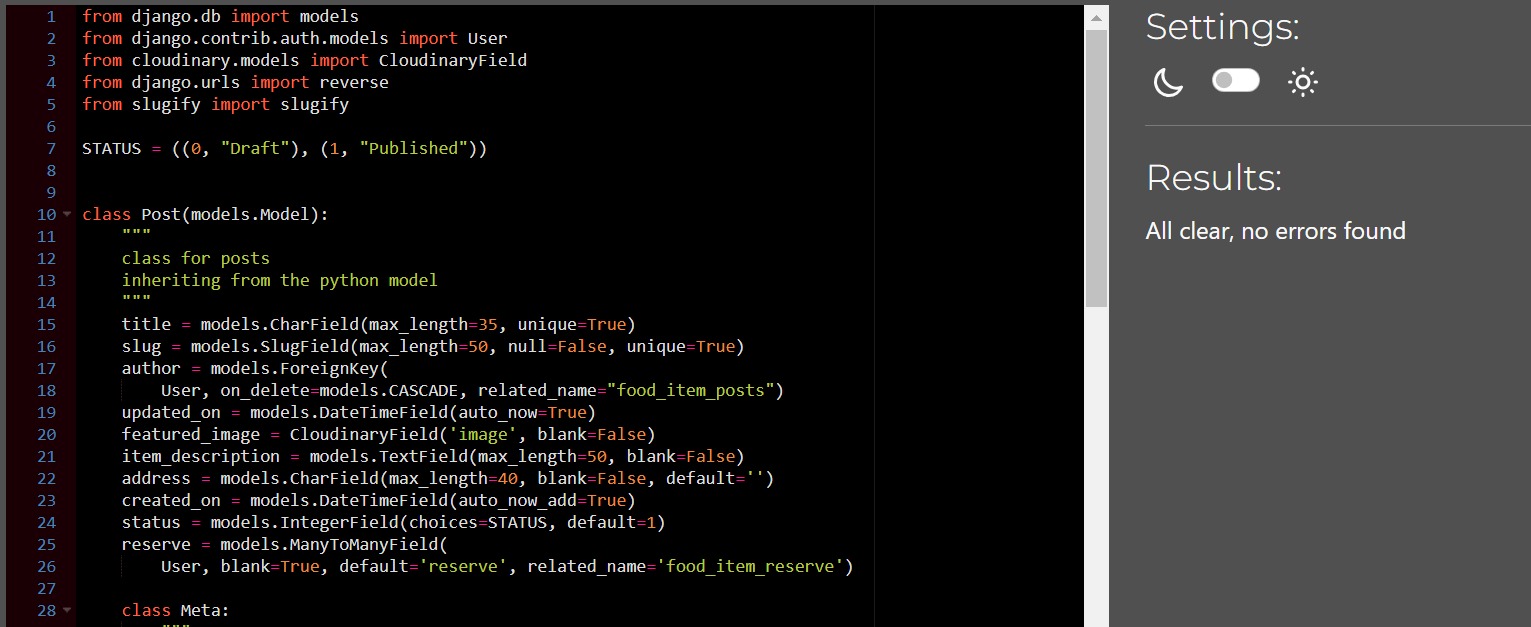 1 from django.db import models
2 from django.contrib.auth.models import User
3 from cloudinary.models import CloudinaryField
4 from django.urls import reverse
5 from slugify import slugify
6
7 STATUS = ((0, "Draft"), (1, "Published"))
8
9
10 class Post(models.Model):
11     """
12     class for posts
13     inheriting from the python model
14     """
15     title = models.CharField(max_length=35, unique=True)
16     slug = models.SlugField(max_length=50, null=False, unique=True)
17     author = models.ForeignKey(
18         User, on_delete=models.CASCADE, related_name="food_item_posts")
19     updated_on = models.DateTimeField(auto_now=True)
20     featured_image = CloudinaryField('image', blank=False)
21     item_description = models.TextField(max_length=50, blank=False)
22     address = models.CharField(max_length=40, blank=False, default='')
23     created_on = models.DateTimeField(auto_now_add=True)
24     status = models.IntegerField(choices=STATUS, default=1)
25     reserve = models.ManyToManyField(
26         User, blank=True, default='reserve', related_name='food_item_reserve')
27
28     class Meta:
"""
Settings:
Results:
All clear, no errors found